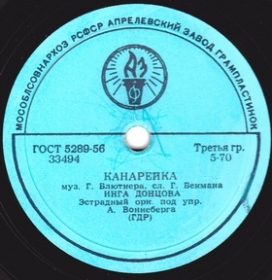 МОСОБЛСОВНАРХОЗ РСФСР АПРЕЛЕВСКИЙ ЗАВОД ГРАМПЛАСТИНОК
ГОСТ 5289-56
33494
Третья гр.
5-70
КАНАРЕЙКА
муз. Г. Блютнера, сл. Г. Бекмана
ИНГА ДОНЦОВА
Эстрадный орк. под упр.
А. Воннеберга
(ГДР)